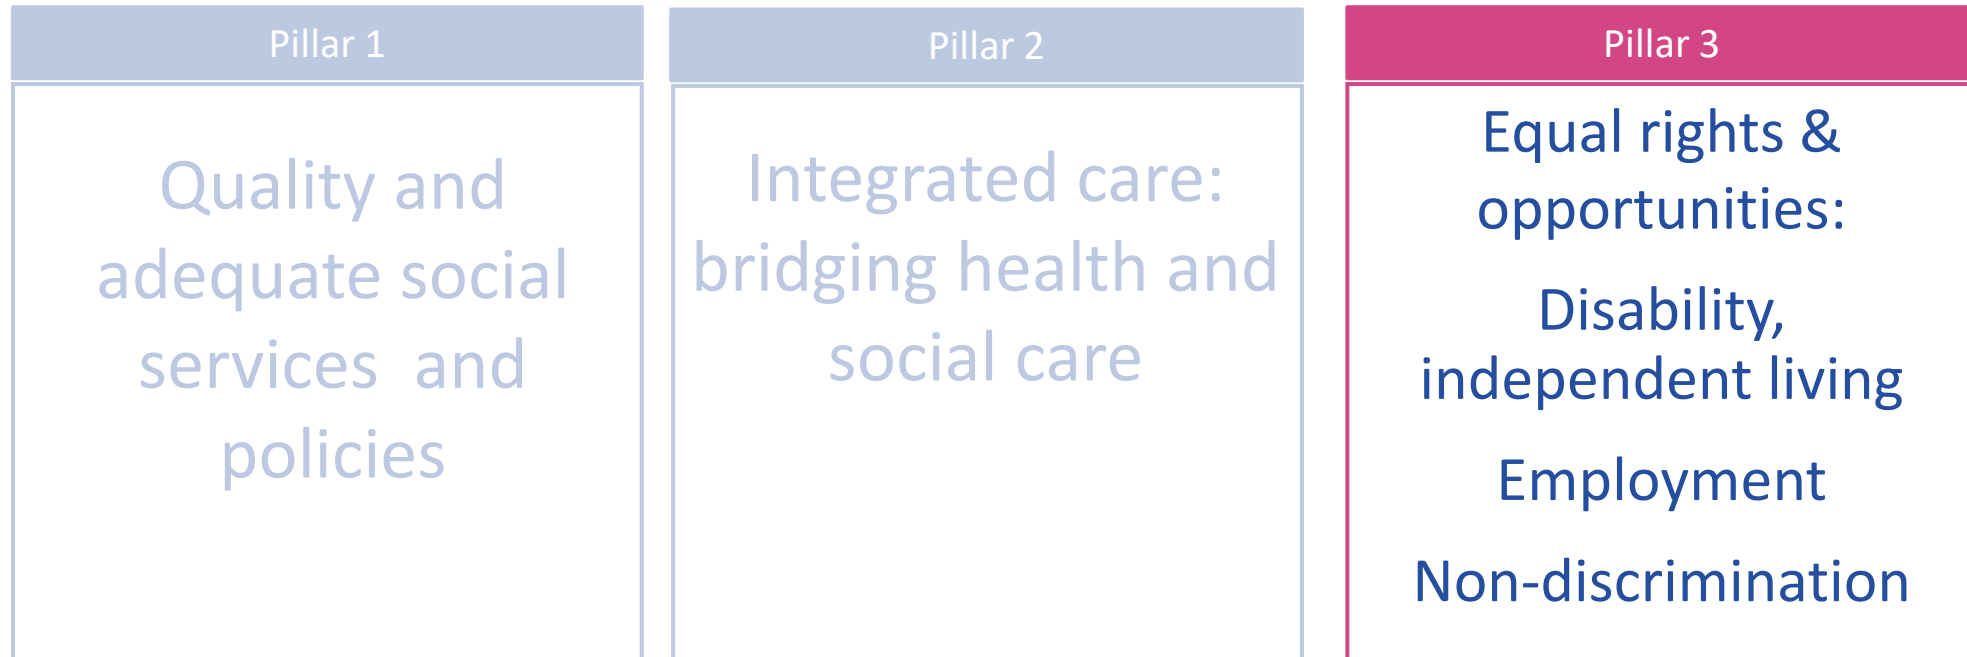 Pillar 1
Quality and
adequate social
services  and
policies
Pillar 2
Integrated care:
bridging health and
social care
Pillar 3
Equal rights &
opportunities:
Disability,
independent living
Employment
Non-discrimination